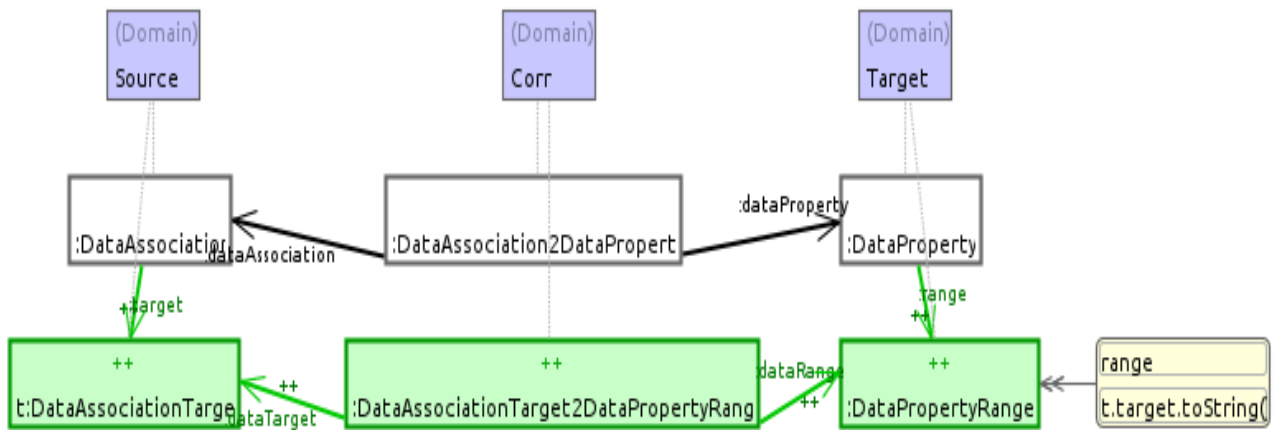 (Domain)
Source
(Domain)
Corr
(Domain)
Target
:DataAssociation
:dataAssociation
:DataAssociation2DataPropert
:dataProperty
:DataProperty
++
:target
:range
++
++
t:DataAssociationTarge
++
:dataTarget
++
:DataAssociationTarget2DataPropertyRang
:dataRange
++
++
:DataPropertyRange
range
t.target.toString(